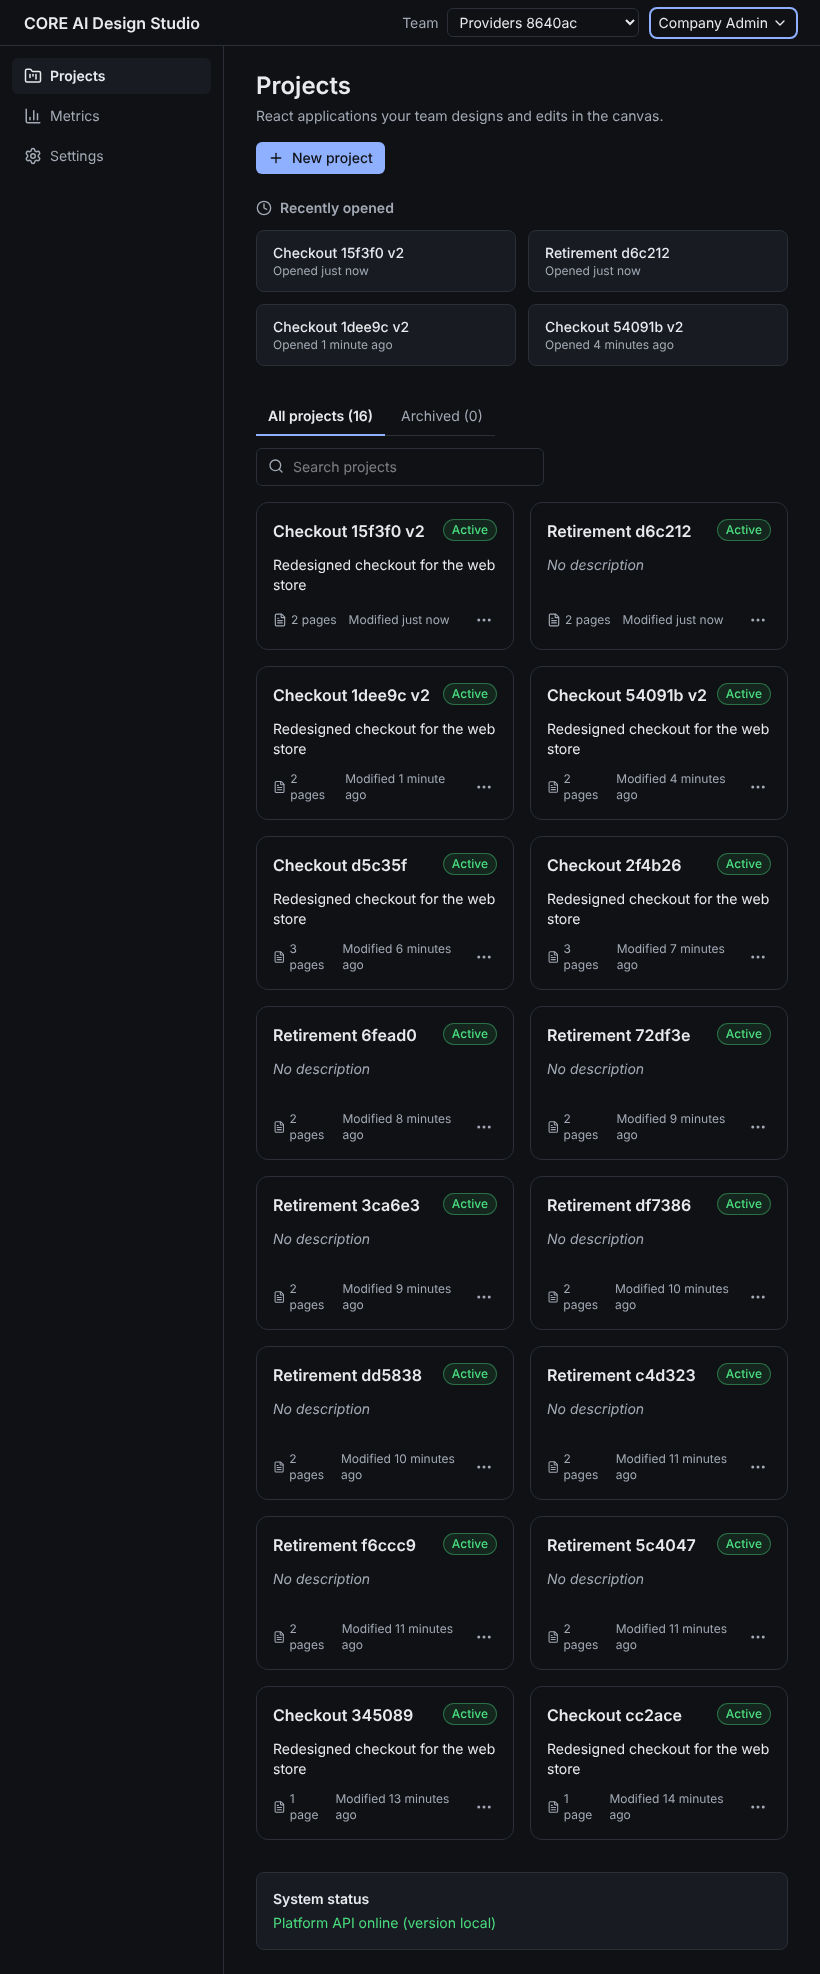 CORE AI Design Studio
Team
Providers 8640ac
Company Admin
Projects
Metrics
Settings
Projects
React applications your team designs and edits in the canvas.
New project
Recently opened
Checkout 15f3f0 v2
Opened just now
Retirement d6c212
Opened just now
Checkout 1dee9c v2
Opened 1 minute ago
Checkout 54091b v2
Opened 4 minutes ago
All projects (16)
Archived (0)
Search projects
Checkout 15f3f0 v2
Active
Redesigned checkout for the web
store
2 pages
Modified just now
Retirement d6c212
Active
No description
2 pages
Modified just now
Checkout 1dee9c v2
Active
Redesigned checkout for the web
store
2
pages
Modified 1 minute
ago
Checkout 54091b v2
Active
Redesigned checkout for the web
store
2
pages
Modified 4 minutes
ago
Checkout d5c35f
Active
Redesigned checkout for the web
store
3
pages
Modified 6 minutes
ago
Checkout 2f4b26
Active
Redesigned checkout for the web
store
3
pages
Modified 7 minutes
ago
Retirement 6fead0
Active
No description
2
pages
Modified 8 minutes
ago
Retirement 72df3e
Active
No description
2
pages
Modified 9 minutes
ago
Retirement 3ca6e3
Active
No description
2
pages
Modified 9 minutes
ago
Retirement df7386
Active
No description
2
pages
Modified 10 minutes
ago
Retirement dd5838
Active
No description
2
pages
Modified 10 minutes
ago
Retirement c4d323
Active
No description
2
pages
Modified 11 minutes
ago
Retirement f6ccc9
Active
No description
2
pages
Modified 11 minutes
ago
Retirement 5c4047
Active
No description
2
pages
Modified 11 minutes
ago
Checkout 345089
Active
Redesigned checkout for the web
store
1
page
Modified 13 minutes
ago
Checkout cc2ace
Active
Redesigned checkout for the web
store
1
page
Modified 14 minutes
ago
System status
Platform API online (version local)